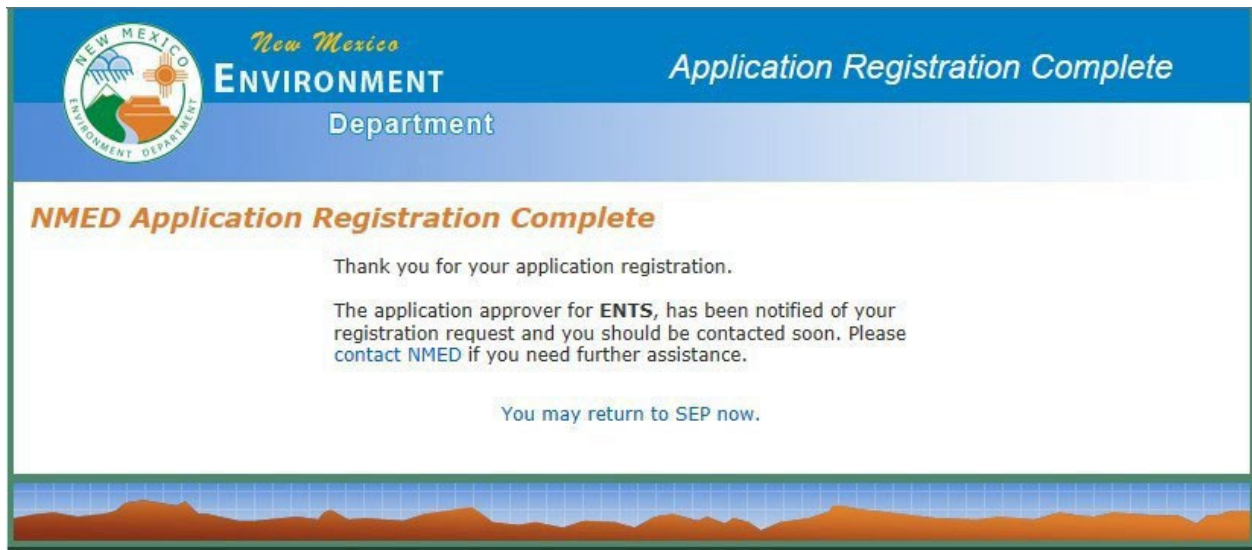 NEW MEXICO
ENVIRONMENT DEPARTMENT
New Mexico
ENVIRONMENT
Department
Application Registration Complete
NMED Application Registration Complete
Thank you for your application registration.
The application approver for ENTS, has been notified of your
registration request and you should be contacted soon. Please
contact NMED if you need further assistance.
You may return to SEP now.